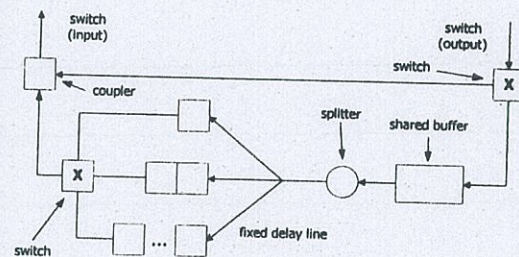 switch
(input)
switch
(output)
switch
X
coupler
splitter
shared buffer
X
...
fixed delay line
switch